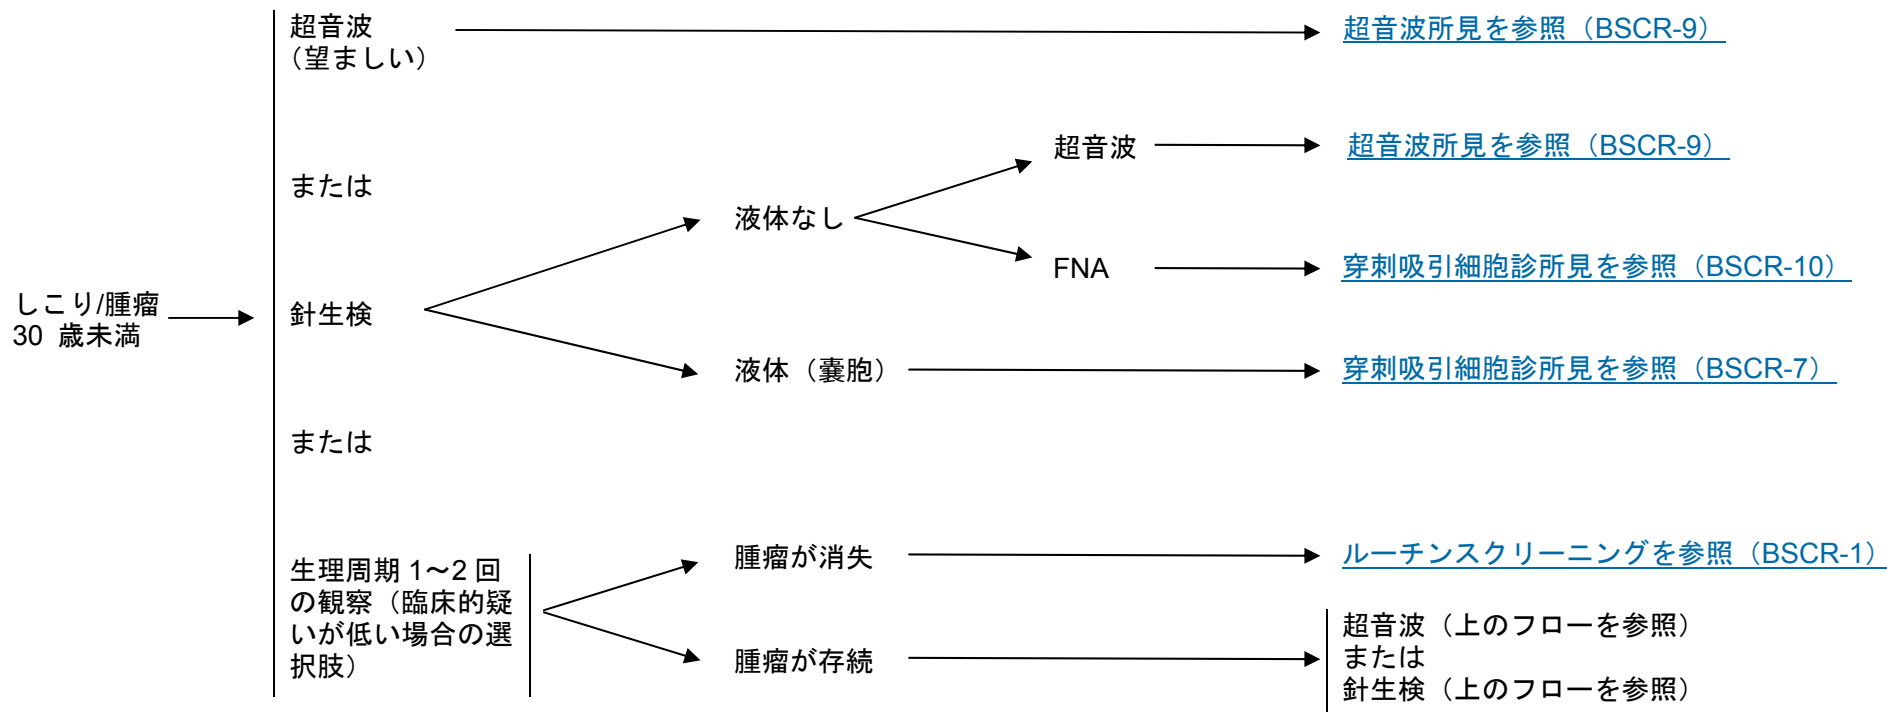 超音波
（望ましい）
超音波所見を参照（BSCR-9）
超音波
超音波所見を参照（BSCR-9）
または
液体なし
FNA
穿刺吸引細胞診所見を参照（BSCR-10）
しこり/腫瘤
30 歳未満
針生検
液体（嚢胞）
穿刺吸引細胞診所見を参照（BSCR-7）
または
生理周期 1～2 回
の観察（臨床的疑
いが低い場合の選
択肢）
腫瘤が消失
ルーチンスクリーニングを参照（BSCR-1）
腫瘤が存続
超音波（上のフローを参照）
または
針生検（上のフローを参照）